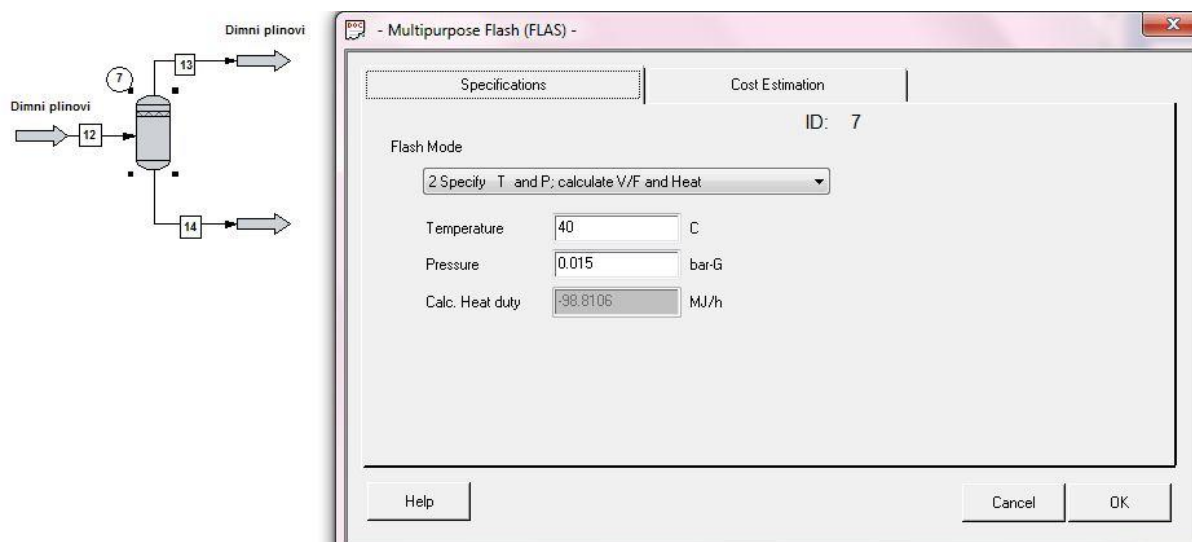 Dimni plinovi
13
7
Dimni plinovi
12
14
DOC
- Multipurpose Flash (FLAS) -
X
Specifications
Cost Estimation
ID: 7
Flash Mode
2 Specify T and P; calculate V/F and Heat
Temperature
40
C
Pressure
0.015
bar-G
Calc. Heat duty
-98.8106
MJ/h
Help
Cancel
OK